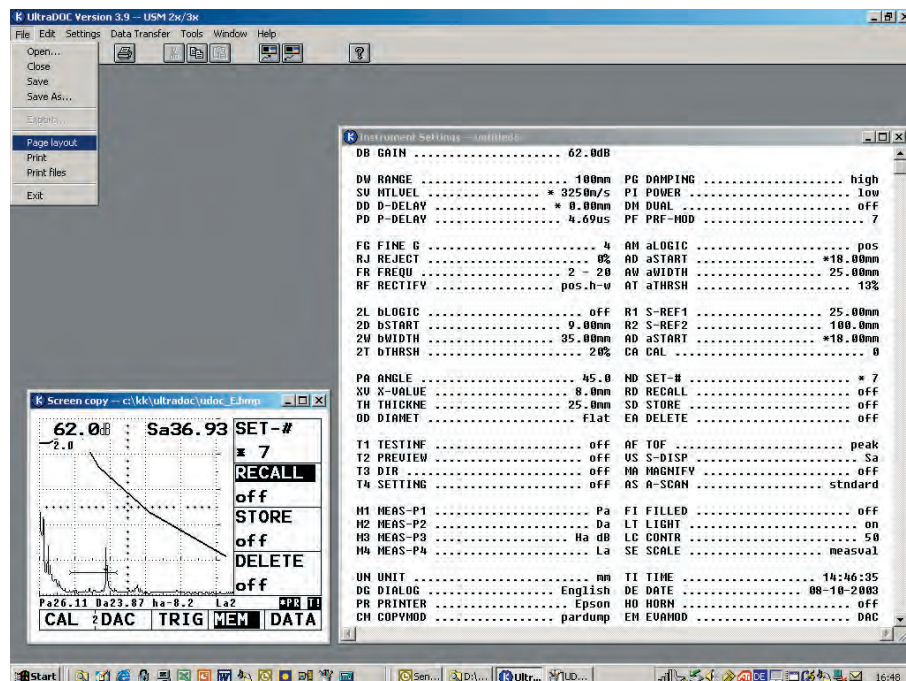 UltraDOC Version 3.9 -- USM 2x/3x
File Edit Settings Data Transfer Tools Window Help
Open...
Close
Save
Save As...
Page layout
Print
Print files
Exit
Instrument Settings -- untitled
DB GAIN ..................... 62.0dB
DW RANGE .................... 100mm PG DAMPING ..................... high
SV MTLVEL ............... * 3250m/s PI POWER ........................ low
DD D-DELAY ............... * 0.00mm DM DUAL ......................... off
PD P-DELAY ................. 4.69us PF PRF-MOD ........................ 7
FG FINE G ....................... 4 AM aLOGIC ....................... pos
RJ REJECT ...................... 0% AD aSTART .................. *18.00mm
FR FREQU ................... 2 - 20 AW aWIDTH ................... 25.00mm
RF RECTIFY ................ pos.h-w AT aTHRSH ....................... 13%
2L bLOGIC ..................... off R1 S-REF1 ................... 25.00mm
2D bSTART .................. 9.00mm R2 S-REF2 ................... 100.0mm
2W bWIDTH ................. 35.00mm AD aSTART .................. *18.00mm
2T bTHRSH ..................... 20% CA CAL ............................ 0
PA ANGLE ..................... 45.0 ND SET-# ........................ * 7
XV X-VALUE .................. 8.0mm RD RECALL ....................... off
TH THICKNE ................. 25.0mm SD STORE ........................ off
OD DIAMET .................... flat EA DELETE ....................... off
T1 TESTINF .................... off AF TOF ......................... peak
T2 PREVIEW .................... off VS S-DISP ........................ Sa
T3 DIR ........................ off MA MAGNIFY ...................... off
T4 SETTING .................... off AS A-SCAN ................... stndard
M1 MEAS-P1 ..................... Pa FI FILLED ....................... off
M2 MEAS-P2 ..................... Da LT LIGHT ......................... on
M3 MEAS-P3 .................. Ha dB LC CONTR ......................... 50
M4 MEAS-P4 ..................... La SE SCALE .................... measval
UN UNIT ........................ mm TI TIME .................... 14:46:35
DG DIALOG ................. English DE DATE .................. 08-10-2003
PR PRINTER .................. Epson HO HORN ......................... off
CM COPYMOD ................ pardump EM EVAMOD ....................... DAC
Screen copy -- c:\kk\ultradoc\udoc_E.bmp
62.0dB : Sa36.93 SET-#
2.0
* 7
RECALL
off
STORE
off
DELETE
off
Pa26.11 Da23.87 ha-8.2 La2 *PR T!
CAL 2DAC TRIG MEM DATA
Start Sen... D:\... Ultr... UD... DE 16:48